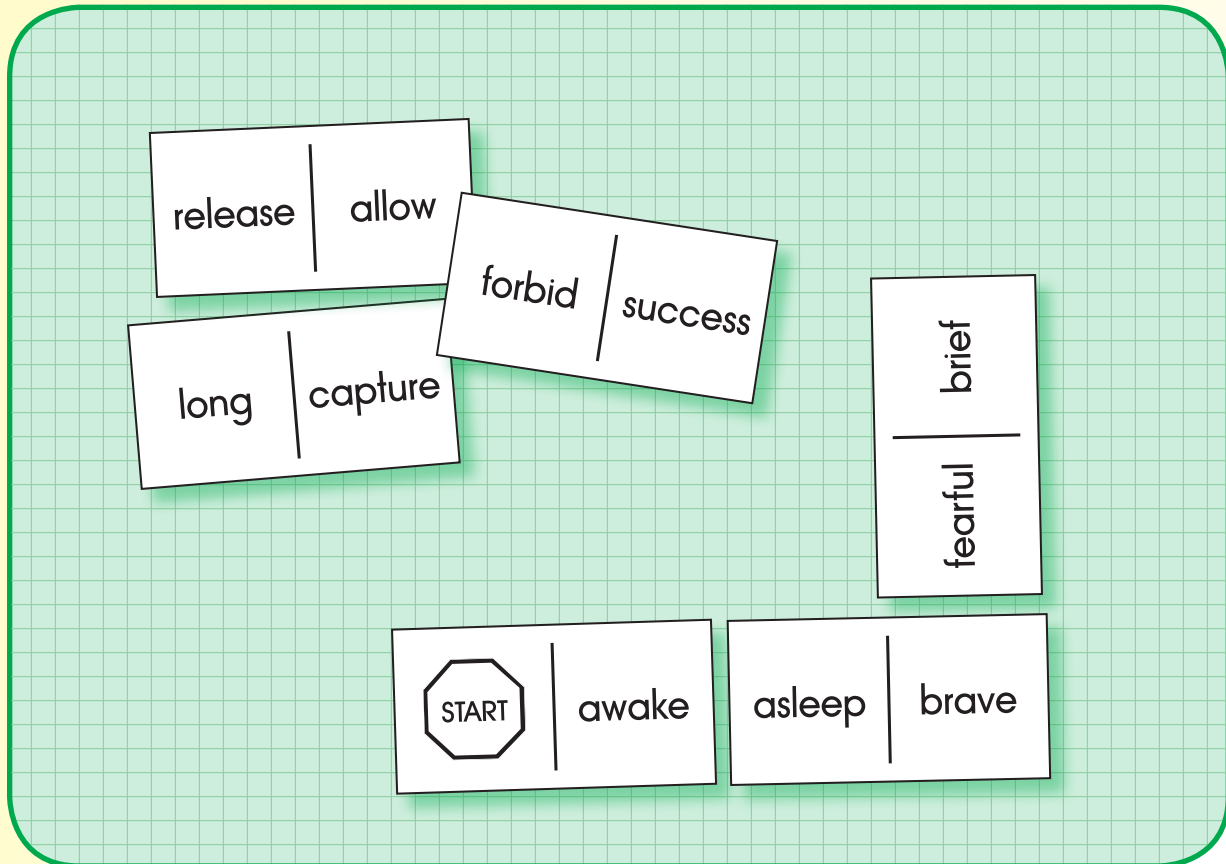 release allow
forbid success
long capture
brief
fearful
START awake
asleep brave